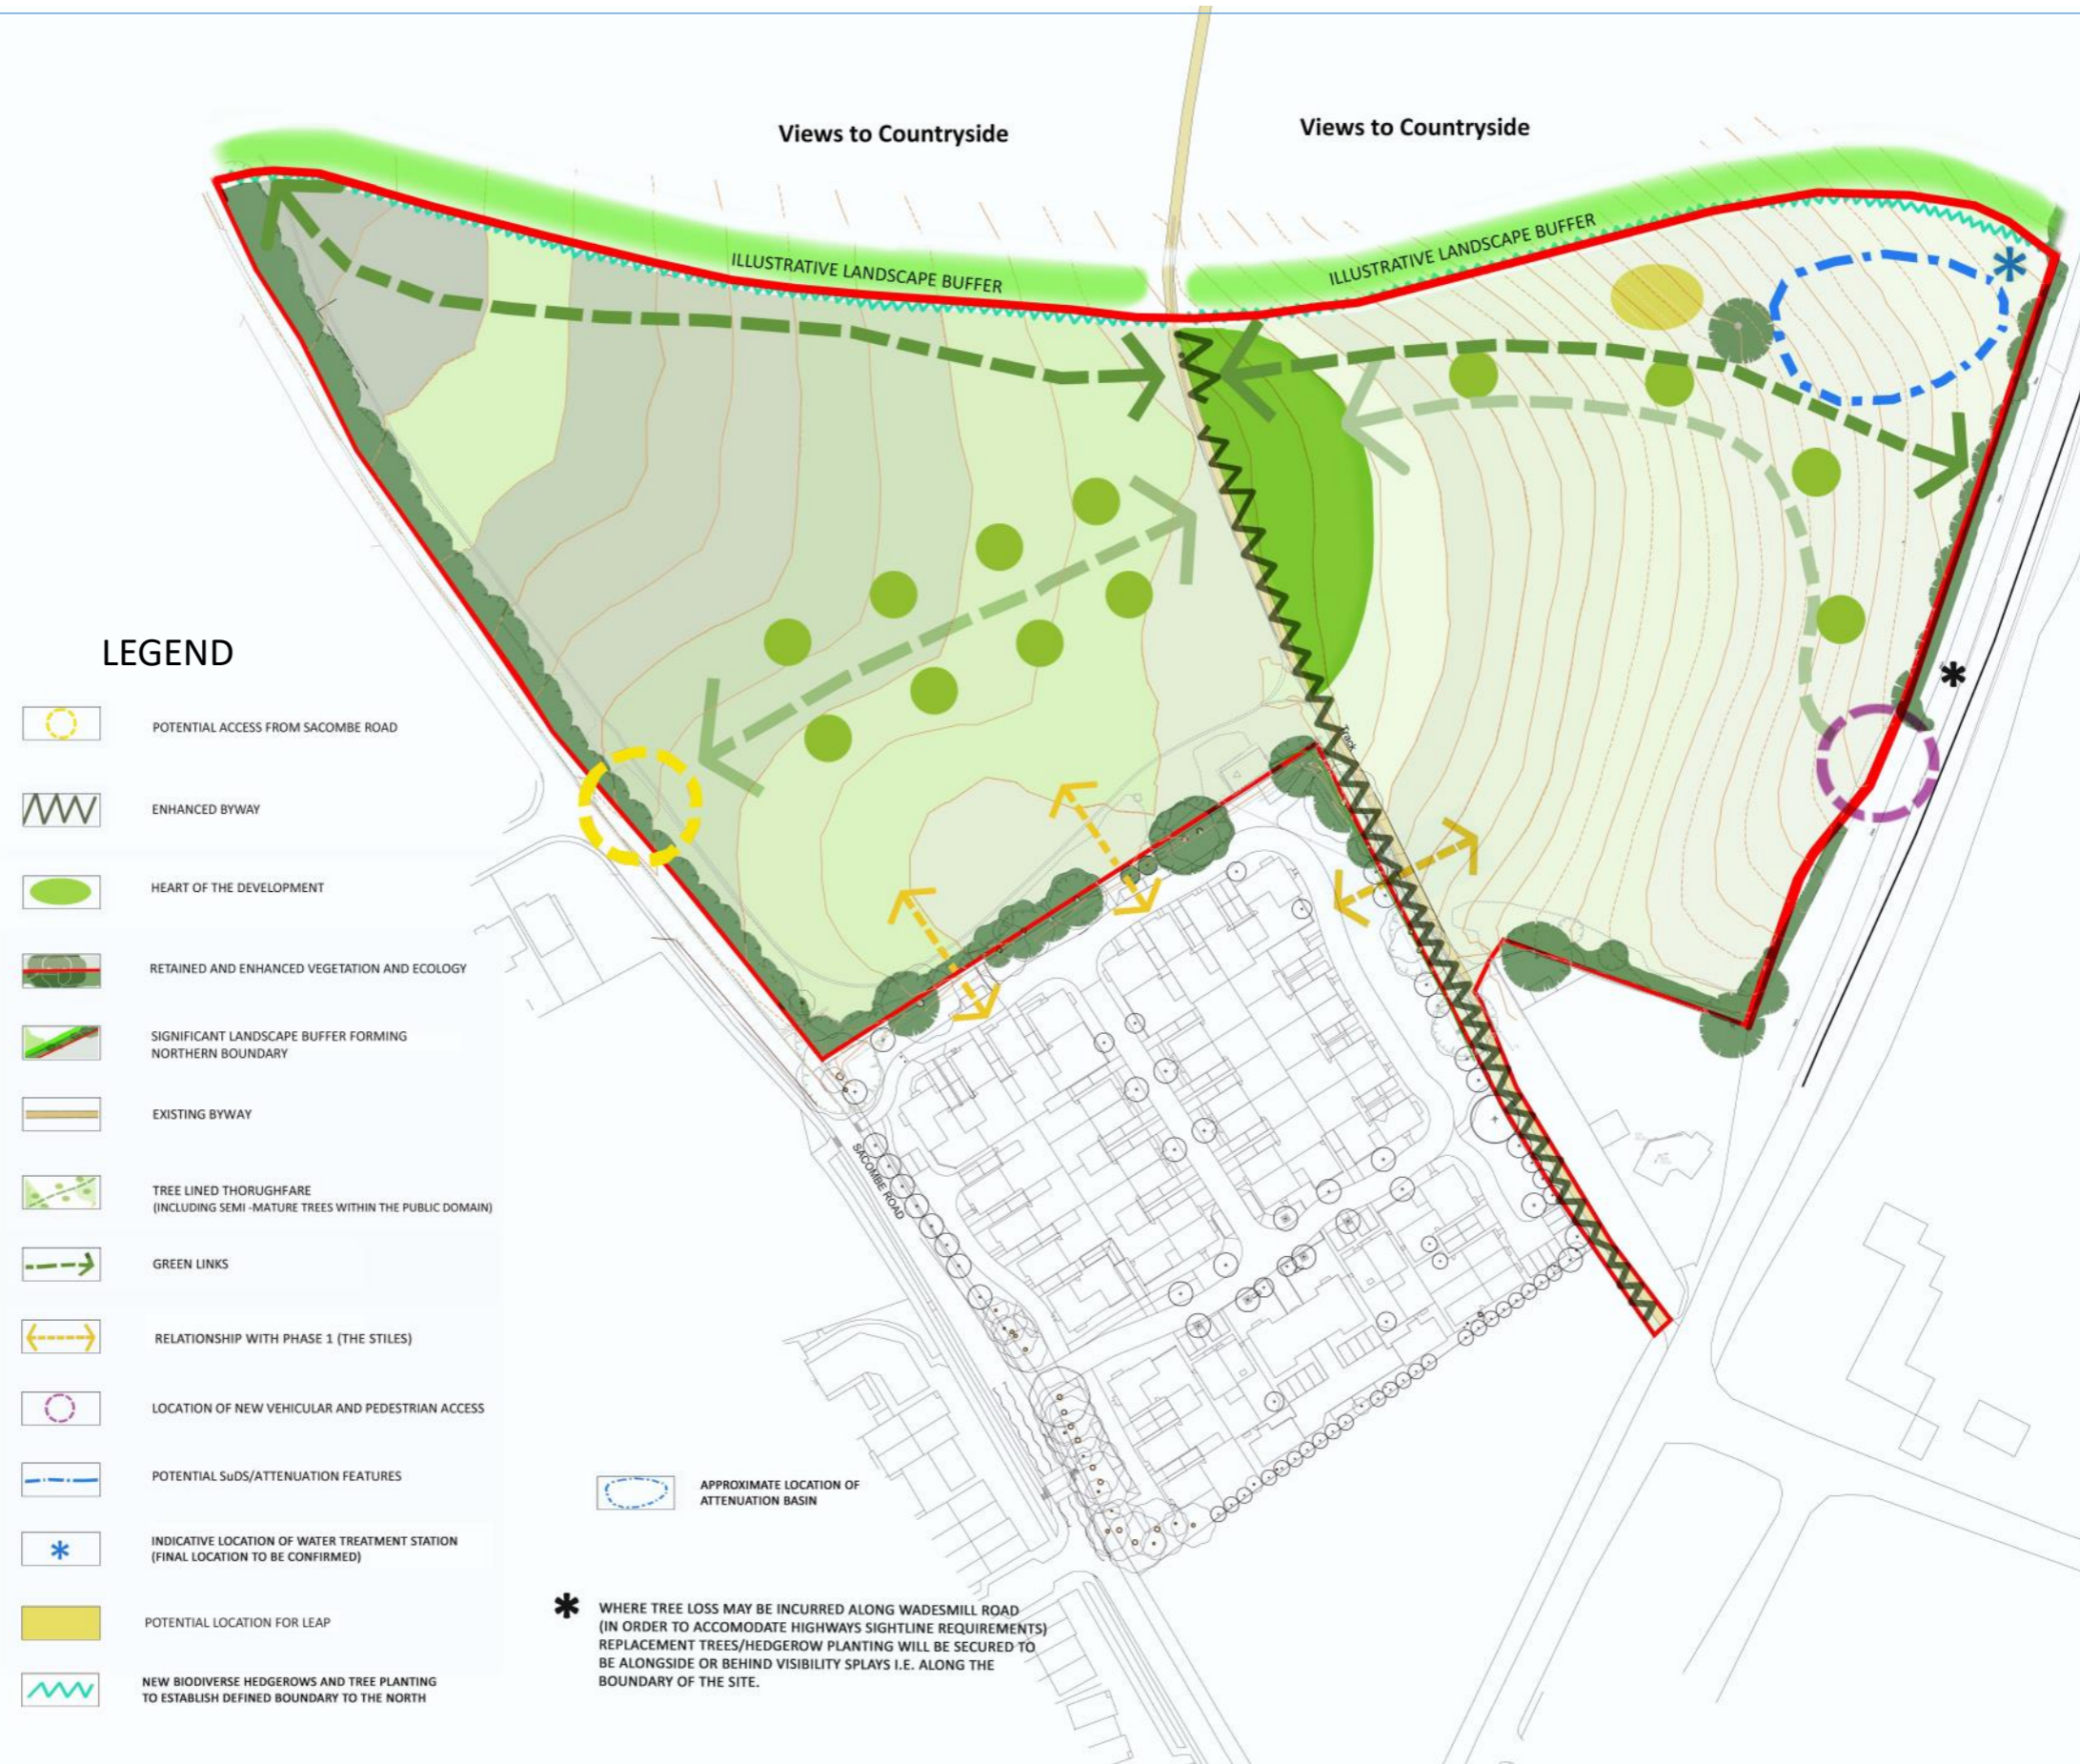 Views to Countryside
Views to Countryside
ILLUSTRATIVE LANDSCAPE BUFFER
ILLUSTRATIVE LANDSCAPE BUFFER
Track
SACOMBE ROAD
LEGEND
POTENTIAL ACCESS FROM SACOMBE ROAD
ENHANCED BYWAY
HEART OF THE DEVELOPMENT
RETAINED AND ENHANCED VEGETATION AND ECOLOGY
SIGNIFICANT LANDSCAPE BUFFER FORMING
NORTHERN BOUNDARY
EXISTING BYWAY
TREE LINED THORUGHFARE
(INCLUDING SEMI -MATURE TREES WITHIN THE PUBLIC DOMAIN)
GREEN LINKS
RELATIONSHIP WITH PHASE 1 (THE STILES)
LOCATION OF NEW VEHICULAR AND PEDESTRIAN ACCESS
POTENTIAL SuDS/ATTENUATION FEATURES
INDICATIVE LOCATION OF WATER TREATMENT STATION
(FINAL LOCATION TO BE CONFIRMED)
POTENTIAL LOCATION FOR LEAP
NEW BIODIVERSE HEDGEROWS AND TREE PLANTING
TO ESTABLISH DEFINED BOUNDARY TO THE NORTH
APPROXIMATE LOCATION OF
ATTENUATION BASIN
* WHERE TREE LOSS MAY BE INCURRED ALONG WADESMILL ROAD
(IN ORDER TO ACCOMODATE HIGHWAYS SIGHTLINE REQUIREMENTS)
REPLACEMENT TREES/HEDGEROW PLANTING WILL BE SECURED TO
BE ALONGSIDE OR BEHIND VISIBILITY SPLAYS I.E. ALONG THE
BOUNDARY OF THE SITE.